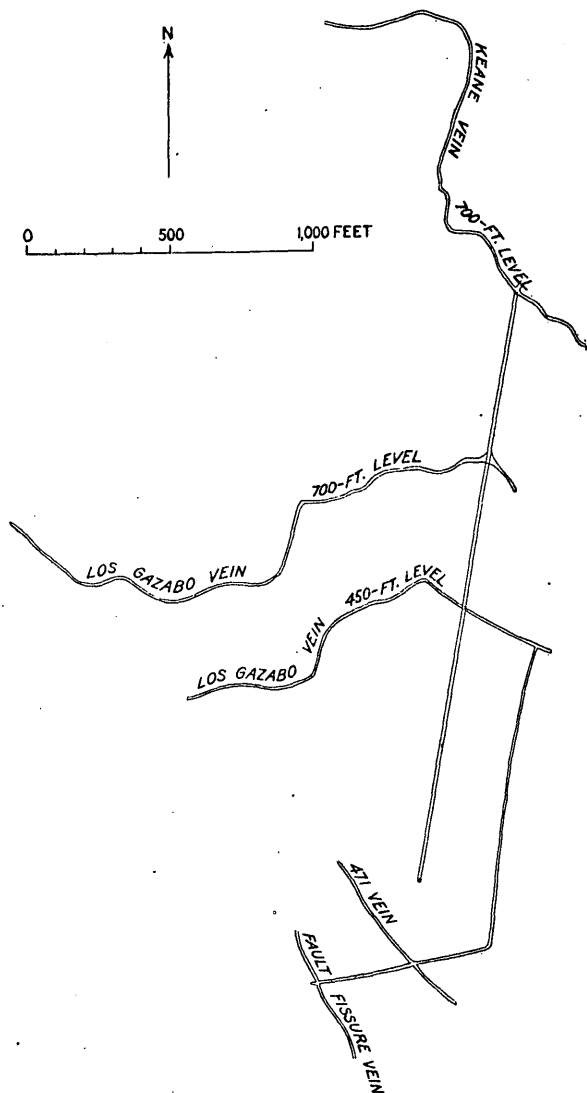 N
KEANE VEIN
0 500 1,000 FEET
700-FT. LEVEL
700-FT. LEVEL
LOS GAZABO VEIN
450-FT. LEVEL
LOS GAZABO VEIN
471 VEIN
FAULT FISSURE VEIN